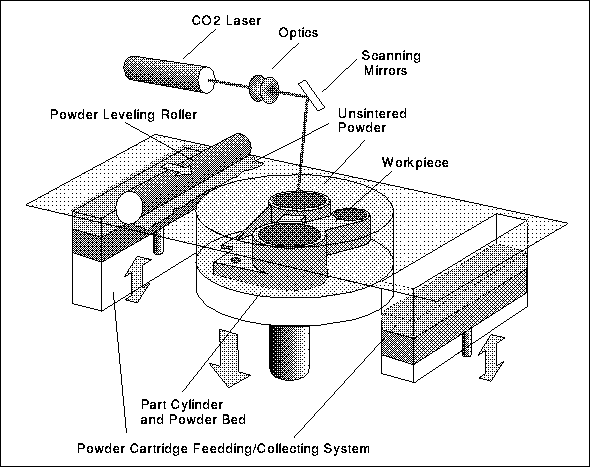 CO2 Laser
Optics
Scanning
Mirrors
Powder Leveling Roller
Unsintered
Powder
Workpiece
Part Cylinder
and Powder Bed
Powder Cartridge Feedding/Collecting System